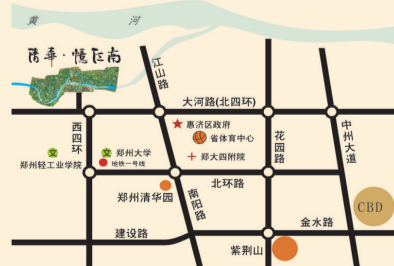 黄 河
清华·忆江南
江山路
大河路(北四环)
西四环
惠济区政府
省体育中心
花园路
中州大道
郑州大学
地铁一号线
郑大四附院
郑州轻工业学院
北环路
郑州清华园
南阳路
CBD
金水路
建设路
紫荆山